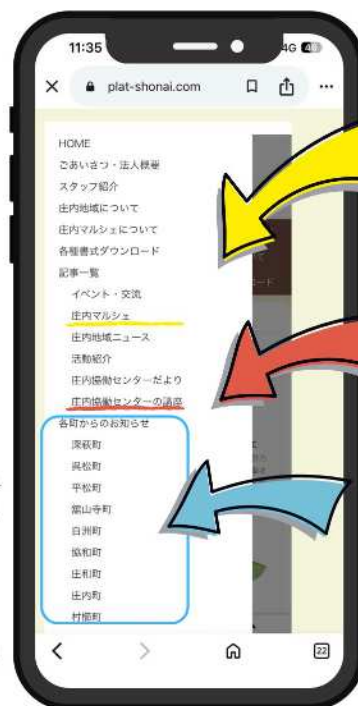 11:35
4G 40
plat-shonai.com
HOME
ごあいさつ・法人概要
スタッフ紹介
庄内地域について
庄内マルシェについて
各種書式ダウンロード
記事一覧
イベント・交流
庄内マルシェ
庄内地域ニュース
活動紹介
庄内協働センターだより
庄内協働センターの講座
各町からのお知らせ
深萩町
呉松町
平松町
舘山寺町
白洲町
協和町
庄和町
庄内町
村櫛町
22